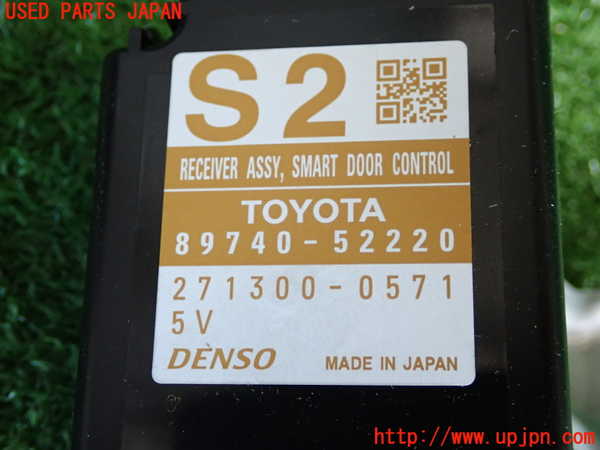 USED PARTS JAPAN
S2
RECEIVER ASSY, SMART DOOR CONTROL
TOYOTA
89740-52220
271300-0571
5V
DENSO MADE IN JAPAN
http://www.upjpn.com/